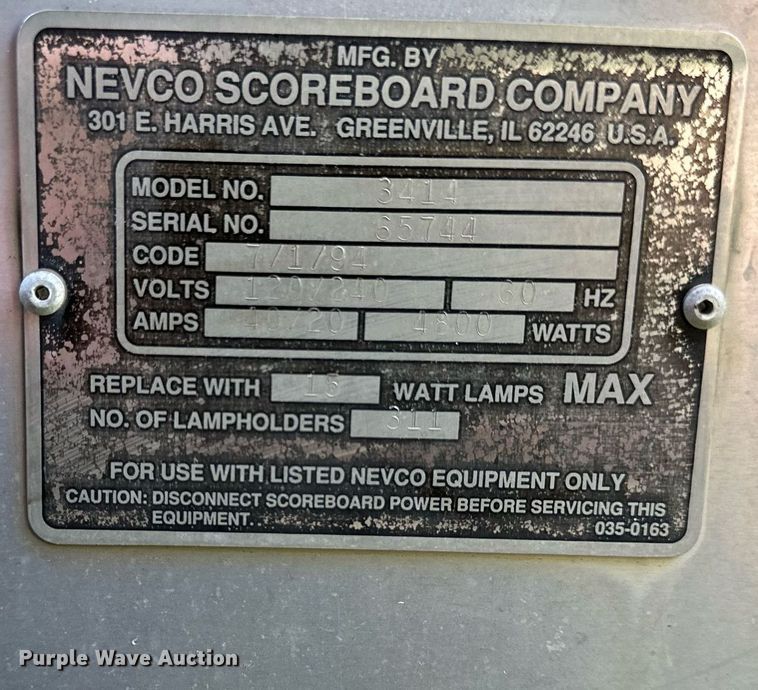 MFG. BY
NEVCO SCOREBOARD COMPANY
301 E. HARRIS AVE. GREENVILLE, IL 62246 U.S.A.
MODEL NO. 3414
SERIAL NO. 65744
CODE 7/1/94
VOLTS 120/240 60 HZ
AMPS 40/20 4800 WATTS
REPLACE WITH 15 WATT LAMPS MAX
NO. OF LAMPHOLDERS 311
FOR USE WITH LISTED NEVCO EQUIPMENT ONLY
CAUTION: DISCONNECT SCOREBOARD POWER BEFORE SERVICING THIS
EQUIPMENT.
035-0163
Purple Wave Auction